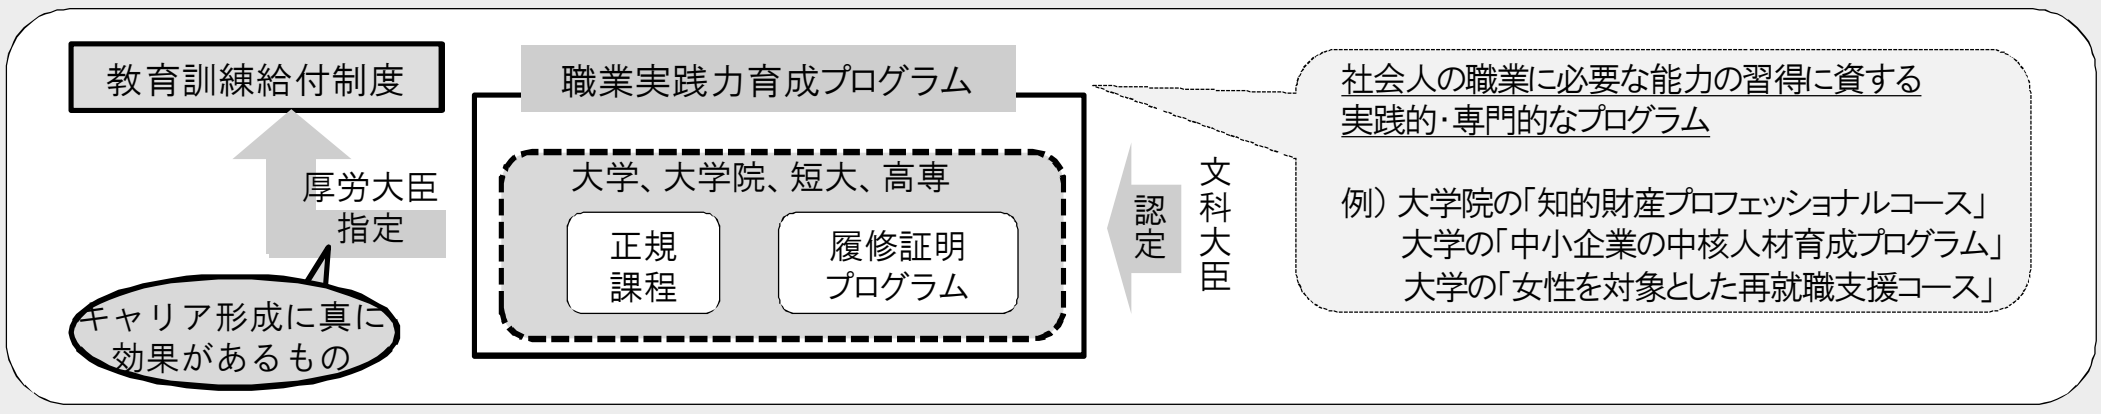 教育訓練給付制度
厚労大臣
指定
キャリア形成に真に
効果があるもの
職業実践力育成プログラム
大学、大学院、短大、高専
正規
課程
履修証明
プログラム
認定
文科大臣
社会人の職業に必要な能力の習得に資する
実践的・専門的なプログラム
例）大学院の「知的財産プロフェッショナルコース」
大学の「中小企業の中核人材育成プログラム」
大学の「女性を対象とした再就職支援コース」